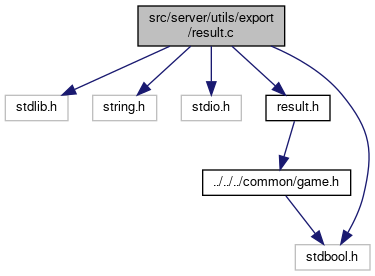 src/server/utils/export
/result.c
stdlib.h
string.h
stdio.h
result.h
../../../common/game.h
stdbool.h